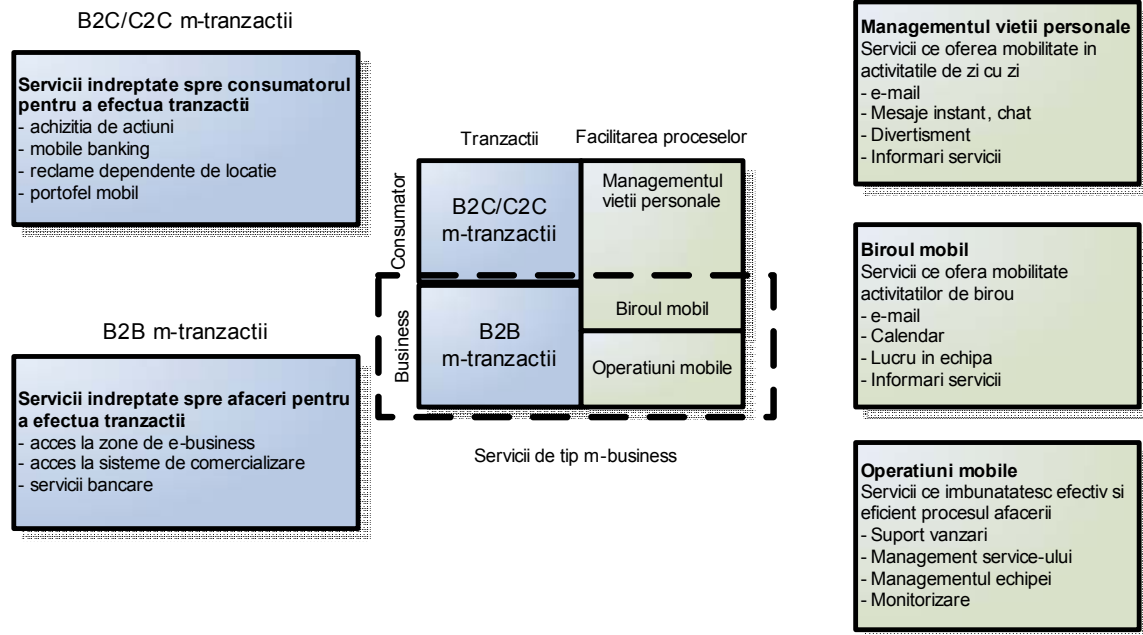 B2C/C2C m-tranzactii
Servicii indreptate spre consumatorul
pentru a efectua tranzactii
- achizitia de actiuni
- mobile banking
- reclame dependente de locatie
- portofel mobil
B2B m-tranzactii
Servicii indreptate spre afaceri pentru
a efectua tranzactii
- acces la zone de e-business
- acces la sisteme de comercializare
- servicii bancare
Tranzactii
Facilitarea proceselor
Consumator
Business
B2C/C2C
m-tranzactii
Managementul
vietii personale
B2B
m-tranzactii
Biroul mobil
Operatiuni mobile
Servicii de tip m-business
Managementul vietii personale
Servicii ce oferea mobilitate in
activitatile de zi cu zi
- e-mail
- Mesaje instant, chat
- Divertisment
- Informari servicii
Biroul mobil
Servicii ce ofera mobilitate
activitatilor de birou
- e-mail
- Calendar
- Lucru in echipa
- Informari servicii
Operatiuni mobile
Servicii ce imbunatatesc efectiv si
eficient procesul afacerii
- Suport vanzari
- Management service-ului
- Managementul echipei
- Monitorizare